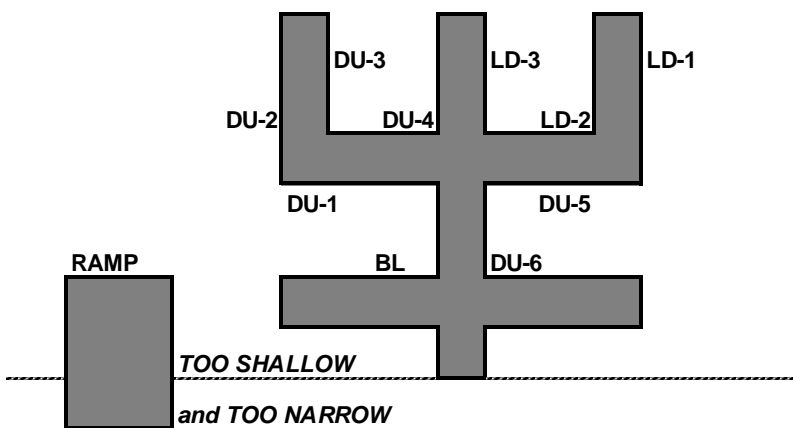 DU-3 LD-3 LD-1
DU-2 DU-4 LD-2
DU-1 DU-5
RAMP BL DU-6
TOO SHALLOW
and TOO NARROW